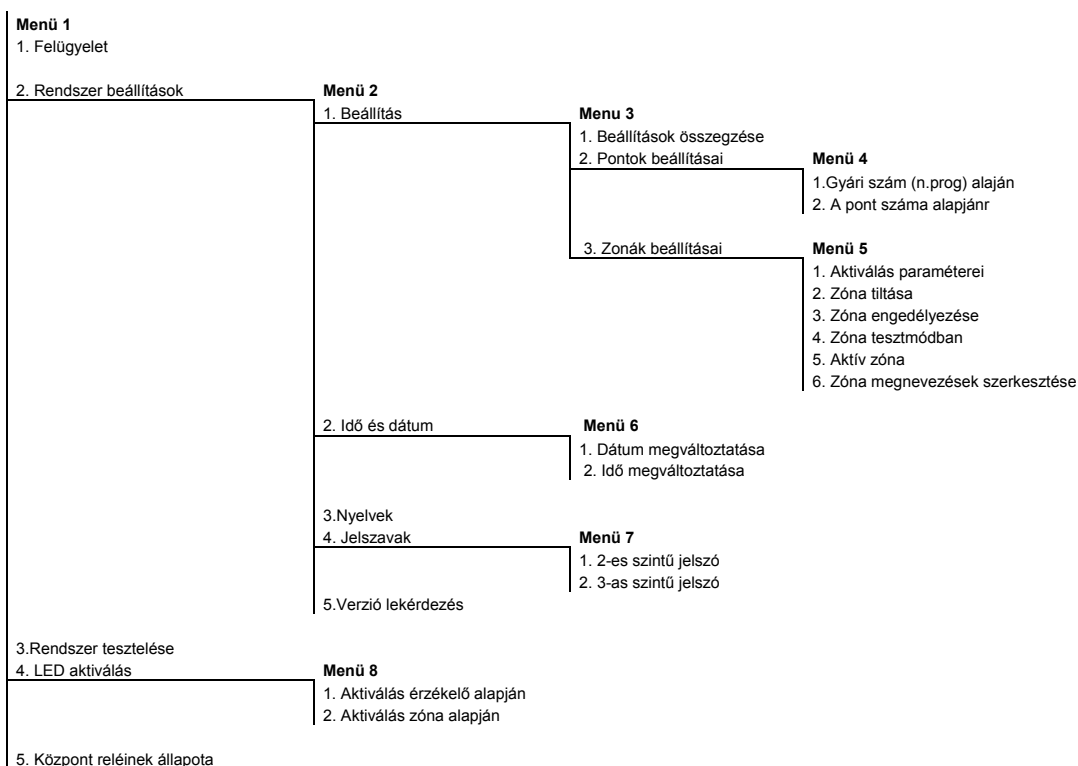 Menü 1
1. Felügyelet
2. Rendszer beállítások
Menü 2
1. Beállítás
Menu 3
1. Beállítások összegzése
2. Pontok beállításai
Menü 4
1.Gyári szám (n.prog) alaján
2. A pont száma alapjánr
3. Zonák beállításai
Menü 5
1. Aktiválás paraméterei
2. Zóna tiltása
3. Zóna engedélyezése
4. Zóna tesztmódban
5. Aktív zóna
6. Zóna megnevezések szerkesztése
2. Idő és dátum
Menü 6
1. Dátum megváltoztatása
2. Idő megváltoztatása
3.Nyelvek
4. Jelszavak
Menü 7
1. 2-es szintű jelszó
2. 3-as szintű jelszó
5.Verzió lekérdezés
3.Rendszer tesztelése
4. LED aktiválás
Menü 8
1. Aktiválás érzékelő alapján
2. Aktiválás zóna alapján
5. Központ reléinek állapota